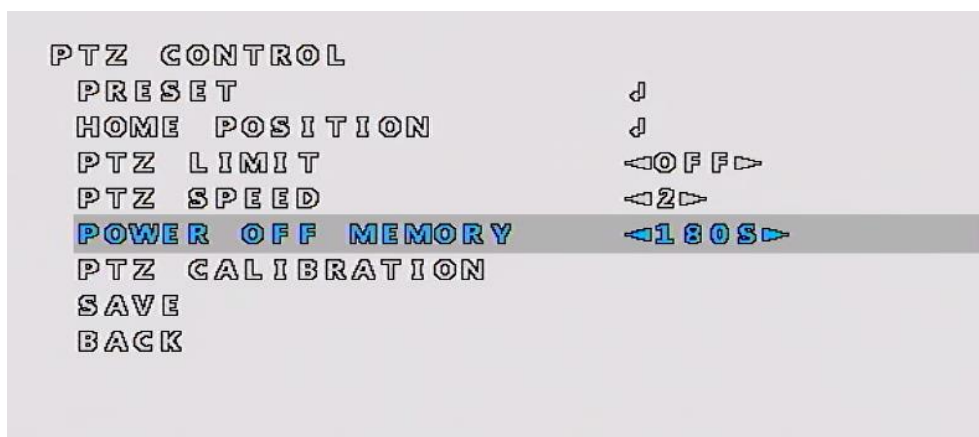 PTZ CONTROL
PRESET ↲
HOME POSITION ↲
PTZ LIMIT ◅OFF▻
PTZ SPEED ◅2▻
POWER OFF MEMORY ◅180S▻
PTZ CALIBRATION
SAVE
BACK